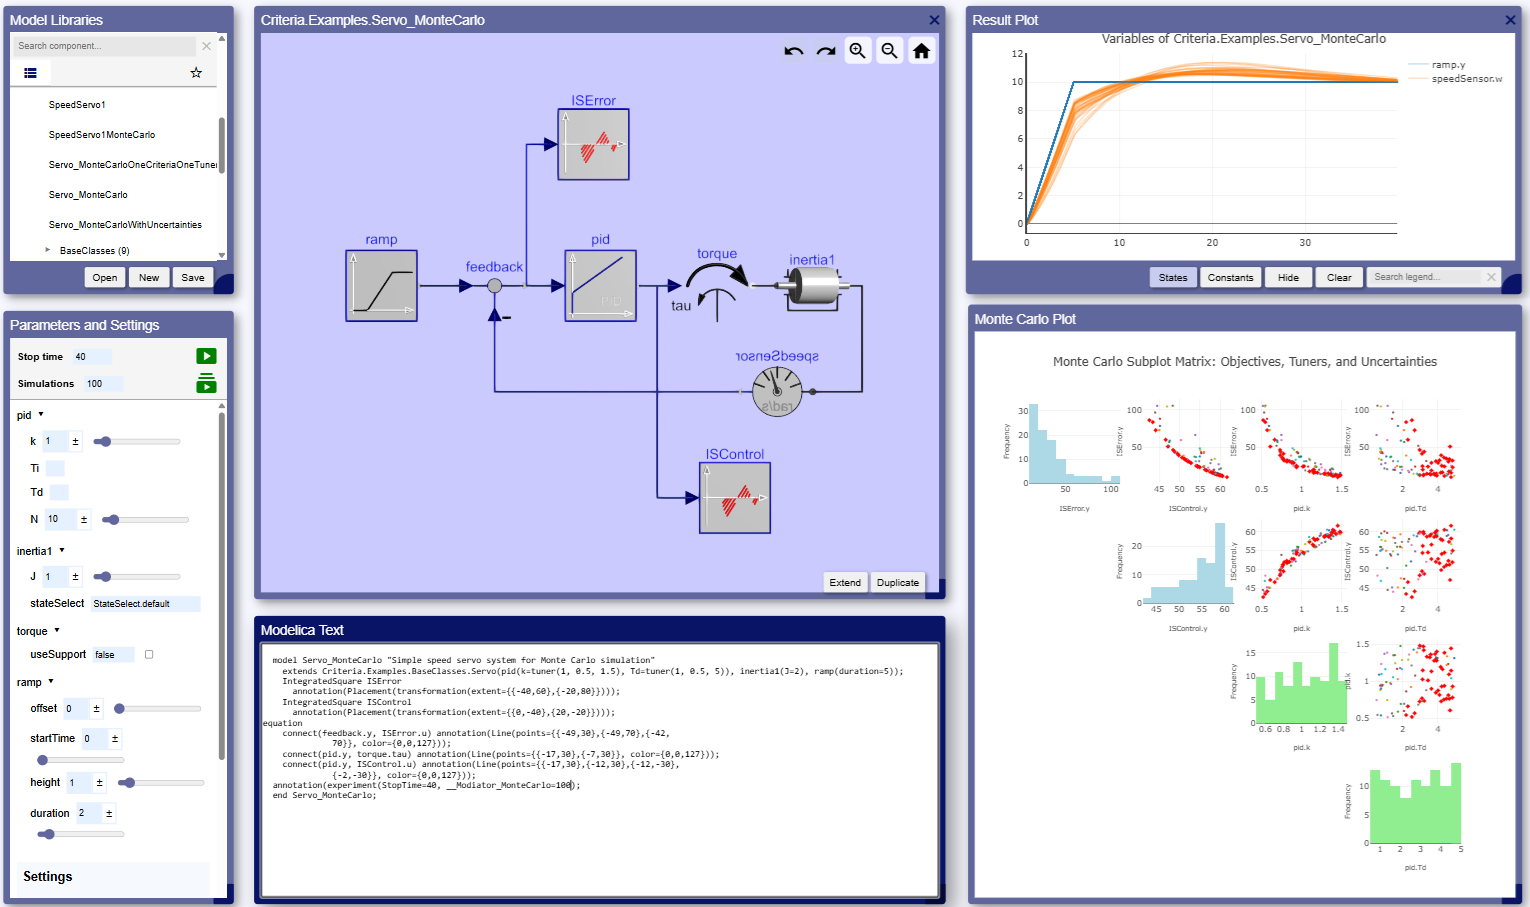 Model Libraries
Search component...
SpeedServo1
SpeedServo1MonteCarlo
Servo_MonteCarloOneCriteriaOneTuner
Servo_MonteCarlo
Servo_MonteCarloWithUncertainties
BaseClasses (9)
Open New Save
Parameters and Settings
Stop time 40
Simulations 100
pid
k 1 ±
Ti
Td
N 10 ±
inertia1
J 1 ±
stateSelect StateSelect.default
torque
useSupport false
ramp
offset 0 ±
startTime 0 ±
height 1 ±
duration 2 ±
Settings
Criteria.Examples.Servo_MonteCarlo
ISError
ramp
feedback
pid
PID
torque
tau
inertia1
speedSensor
rad/s
ISControl
Extend Duplicate
Modelica Text
model Servo_MonteCarlo "Simple speed servo system for Monte Carlo simulation"
extends Criteria.Examples.BaseClasses.Servo(pid(k=tuner(1, 0.5, 1.5), Td=tuner(1, 0.5, 5)), inertia1(J=2), ramp(duration=5));
IntegratedSquare ISError
annotation(Placement(transformation(extent={{-40,60},{-20,80}})));
IntegratedSquare ISControl
annotation(Placement(transformation(extent={{0,-40},{20,-20}})));
equation
connect(feedback.y, ISError.u) annotation(Line(points={{-49,30},{-49,70},{-42,
70}}, color={0,0,127}));
connect(pid.y, torque.tau) annotation(Line(points={{-17,30},{-7,30}}, color={0,0,127}));
connect(pid.y, ISControl.u) annotation(Line(points={{-17,30},{-12,30},{-12,-30},
{-2,-30}}, color={0,0,127}));
annotation(experiment(StopTime=40, __Modiator_MonteCarlo=100);
end Servo_MonteCarlo;
Result Plot
Variables of Criteria.Examples.Servo_MonteCarlo
12
10
8
6
4
2
0
0 10 20 30
ramp.y
speedSensor.w
States Constants Hide Clear Search legend...
Monte Carlo Plot
Monte Carlo Subplot Matrix: Objectives, Tuners, and Uncertainties
Frequency
30
20
10
0
50 100
ISError.y
ISError.y
100
50
45 50 55 60
ISControl.y
ISError.y
100
50
0.5 1 1.5
pid.k
ISError.y
100
50
2 4
pid.Td
Frequency
20
10
0
45 50 55 60
ISControl.y
ISControl.y
60
55
50
45
0.5 1 1.5
pid.k
ISControl.y
60
55
50
45
2 4
pid.Td
Frequency
15
10
5
0
0.6 0.8 1 1.2 1.4
pid.k
pid.k
1.5
1
0.5
2 4
pid.Td
Frequency
10
5
0
1 2 3 4 5
pid.Td